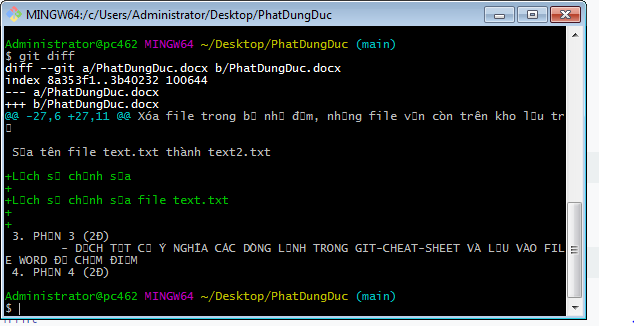 MINGW64:/c/Users/Administrator/Desktop/PhatDungDuc
Administrator@pc462 MINGW64 ~/Desktop/PhatDungDuc (main)
$ git diff
diff --git a/PhatDungDuc.docx b/PhatDungDuc.docx
index 8a353f1..3b40232 100644
--- a/PhatDungDuc.docx
+++ b/PhatDungDuc.docx
@@ -27,6 +27,11 @@ Xóa file trong b▯ nh▯ đ▯m, nh▯ng file v▯n còn trên kho l▯u tr
▯
S▯a tên file text.txt thành text2.txt
+L▯ch s▯ ch▯nh s▯a
+
+L▯ch s▯ ch▯nh s▯a file text.txt
+
+
3. PH▯N 3 (2Đ)
- D▯CH T▯T C▯ Ý NGHĨA CÁC DÒNG L▯NH TRONG GIT-CHEAT-SHEET VÀ L▯U VÀO FIL
E WORD Đ▯ CH▯M ĐI▯M
4. PH▯N 4 (2Đ)
Administrator@pc462 MINGW64 ~/Desktop/PhatDungDuc (main)
$